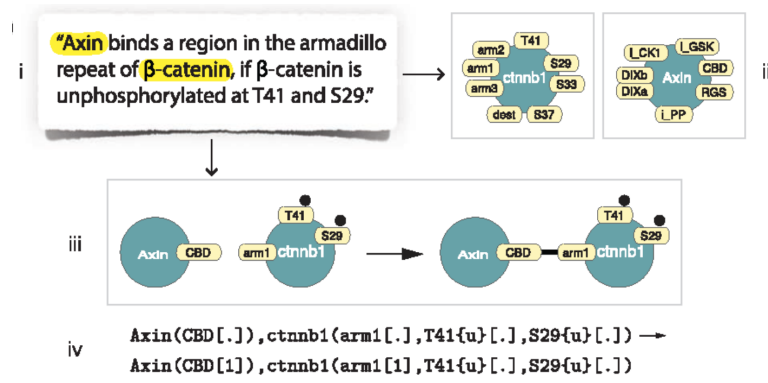 i
"Axin binds a region in the armadillo
repeat of β-catenin, if β-catenin is
unphosphorylated at T41 and S29."
T41
arm2
S29
arm1
ctnnb1
S33
arm3
dest
S37
I_CK1
I_GSK
DIXb
Axin
CBD
DIXa
RGS
i_PP
iii
Axin
CBD
T41
S29
arm1
ctnnb1
Axin
CBD
arm1
T41
S29
ctnnb1
iv
Axin(CBD[.]),ctnnb1(arm1[.],T41{u}[.],S29{u}[.]) →
Axin(CBD[1]),ctnnb1(arm1[1],T41{u}[.],S29{u}[.])